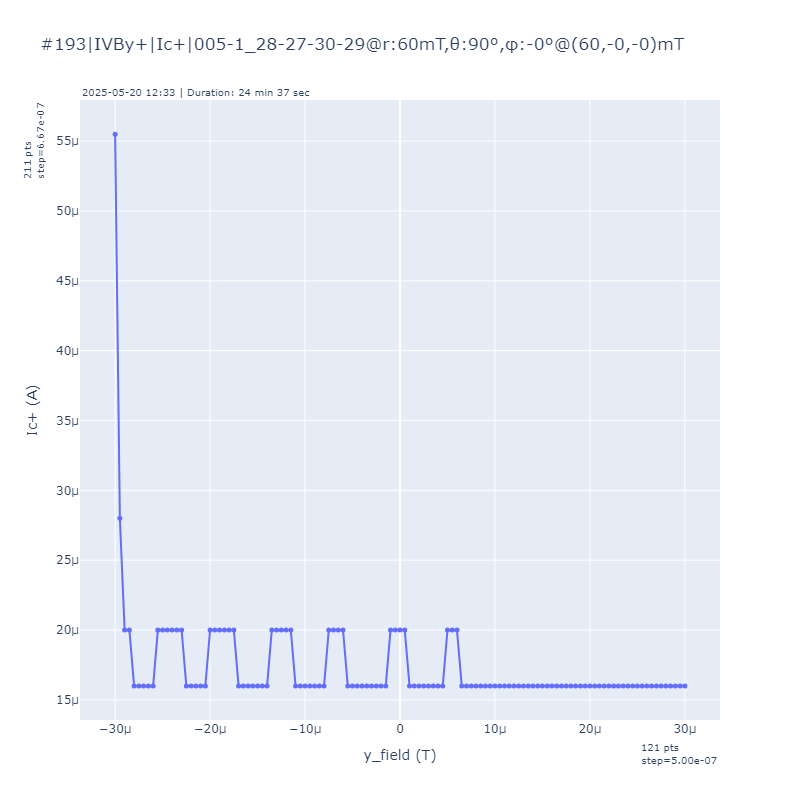 #193|IVBy+|Ic+|005-1_28-27-30-29@r:60mT,θ:90º,φ:-0º@(60,-0,-0)mT
2025-05-20 12:33 | Duration: 24 min 37 sec
211 pts
step=6.67e-07
55μ
50μ
45μ
40μ
35μ
30μ
25μ
20μ
15μ
Ic+ (A)
−30μ
−20μ
−10μ
0
10μ
20μ
30μ
y_field (T)
121 pts
step=5.00e-07